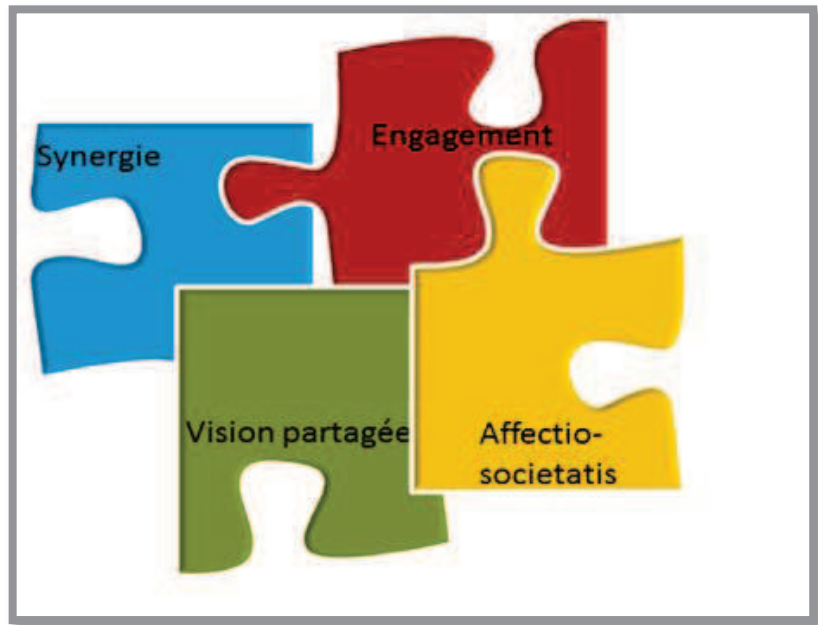 Engagement
Synergie
Vision partagée
Affectio-
societatis